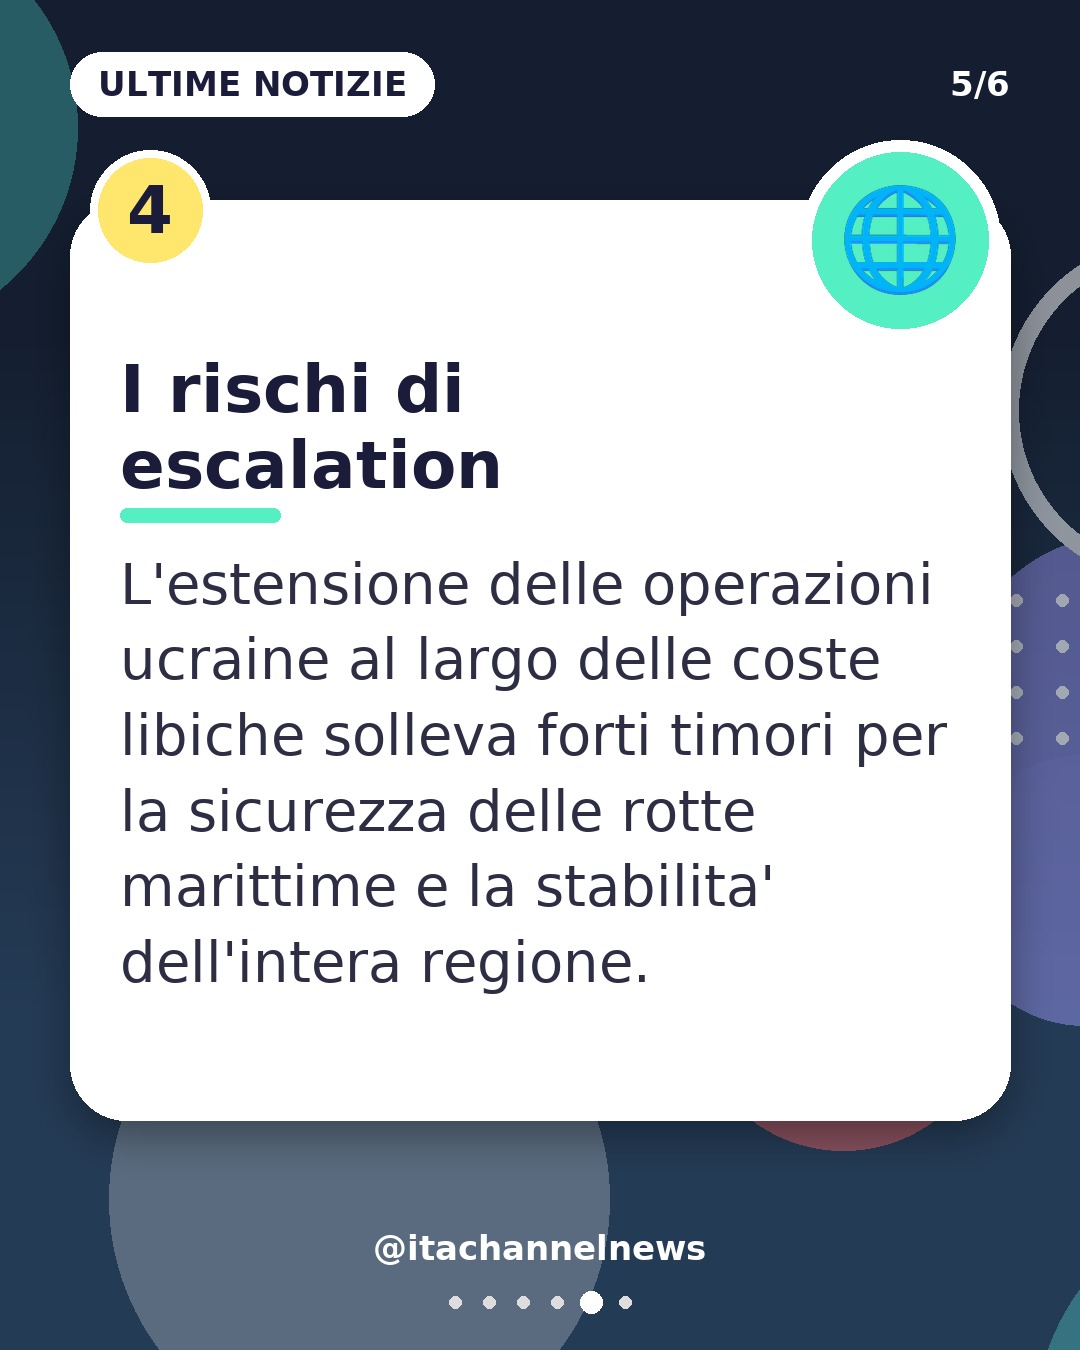 ULTIME NOTIZIE
5/6
4
I rischi di
escalation
L'estensione delle operazioni
ucraine al largo delle coste
libiche solleva forti timori per
la sicurezza delle rotte
marittime e la stabilita'
dell'intera regione.
@itachannelnews